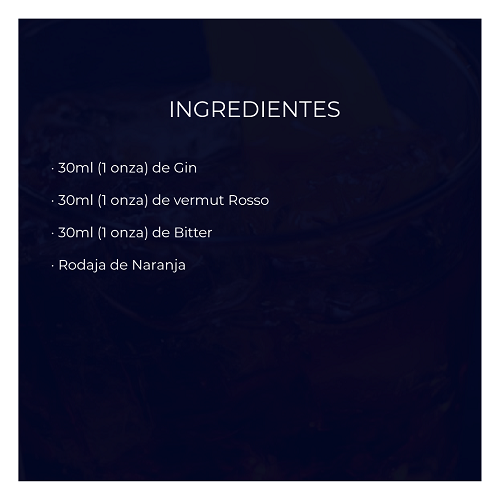 INGREDIENTES
· 30ml (1 onza) de Gin
· 30ml (1 onza) de vermut Rosso
· 30ml (1 onza) de Bitter
· Rodaja de Naranja